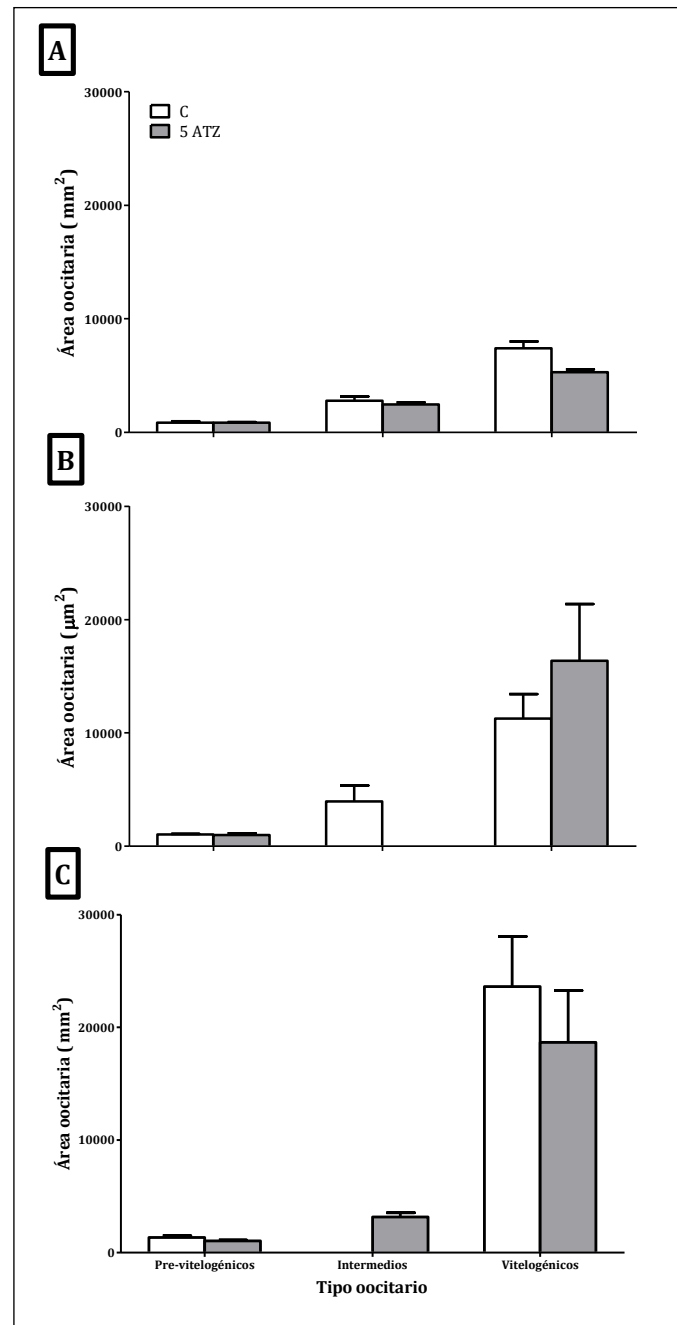 A
30000
20000
10000
0
Área oocitaria ( mm²)
C
5 ATZ
B
30000
20000
10000
0
Área oocitaria (µm²)
C
30000
20000
10000
0
Área oocitaria ( mm²)
Pre-vitelogénicos Intermedios Vitelogénicos
Tipo oocitario